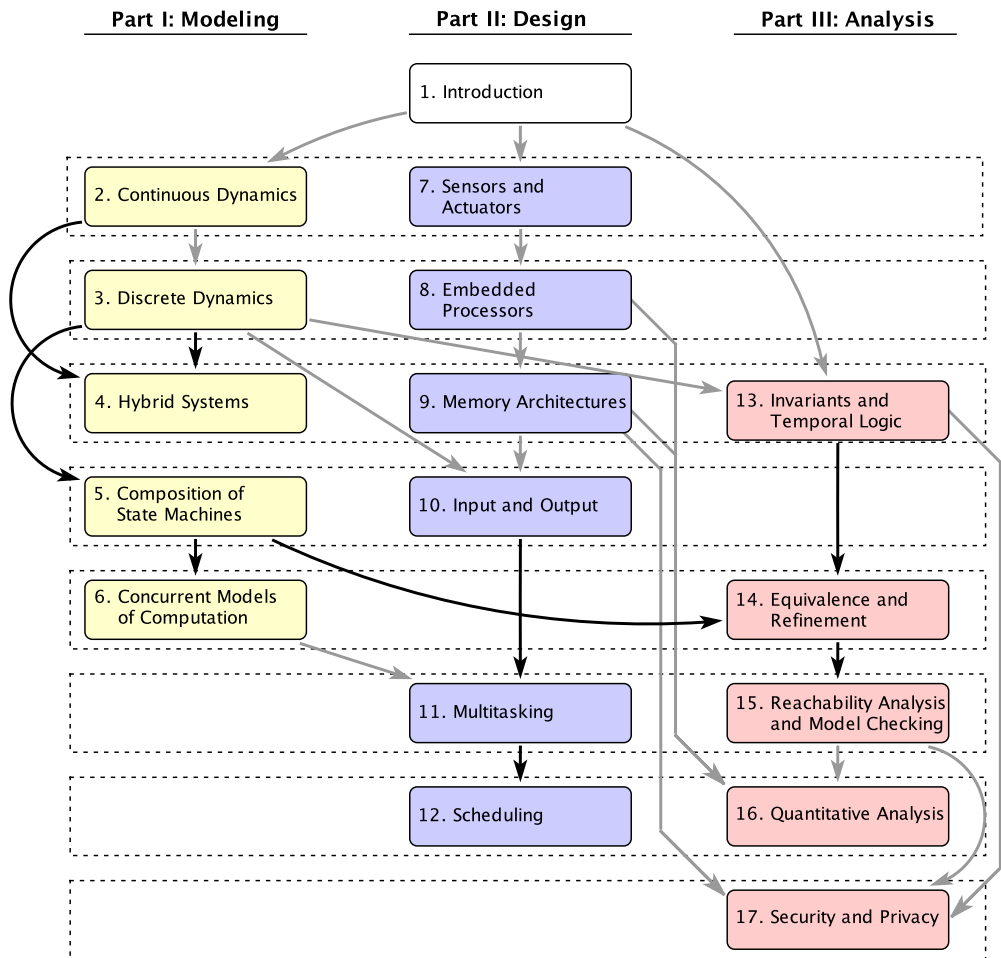 Part I: Modeling
Part II: Design
Part III: Analysis
1. Introduction
2. Continuous Dynamics
7. Sensors and
Actuators
3. Discrete Dynamics
8. Embedded
Processors
4. Hybrid Systems
9. Memory Architectures
13. Invariants and
Temporal Logic
5. Composition of
State Machines
10. Input and Output
6. Concurrent Models
of Computation
14. Equivalence and
Refinement
11. Multitasking
15. Reachability Analysis
and Model Checking
12. Scheduling
16. Quantitative Analysis
17. Security and Privacy